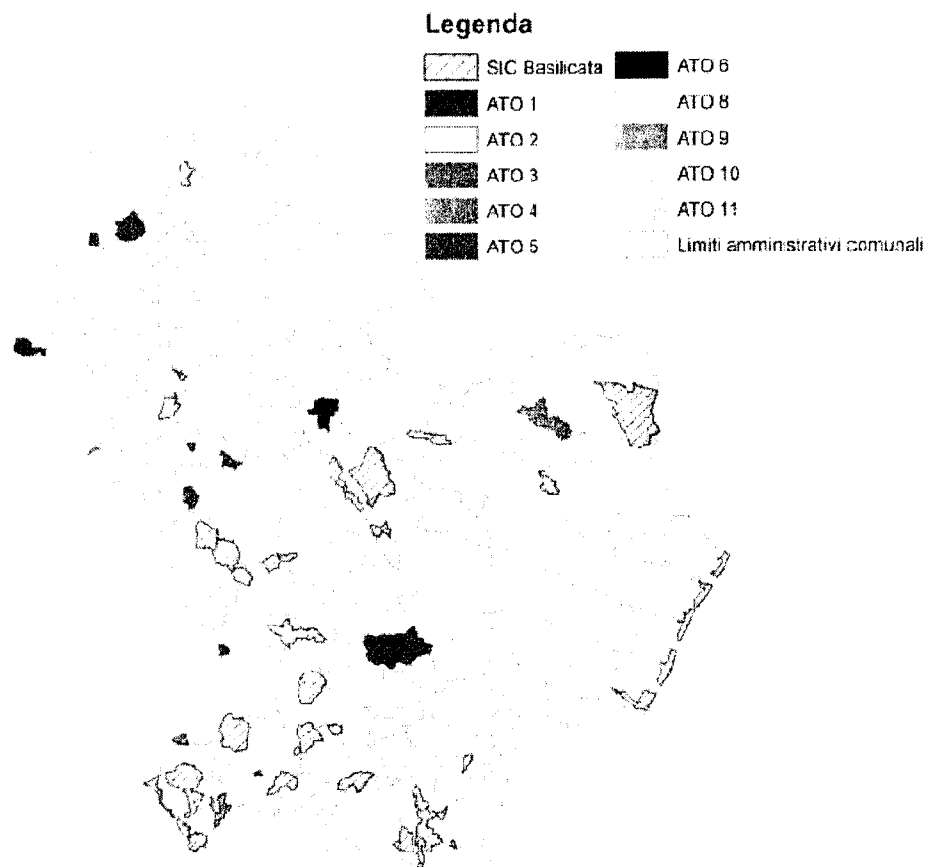 Legenda
SIC Basilicata
ATO 1
ATO 2
ATO 3
ATO 4
ATO 5
ATO 6
ATO 8
ATO 9
ATO 10
ATO 11
Limiti amministrativi comunali